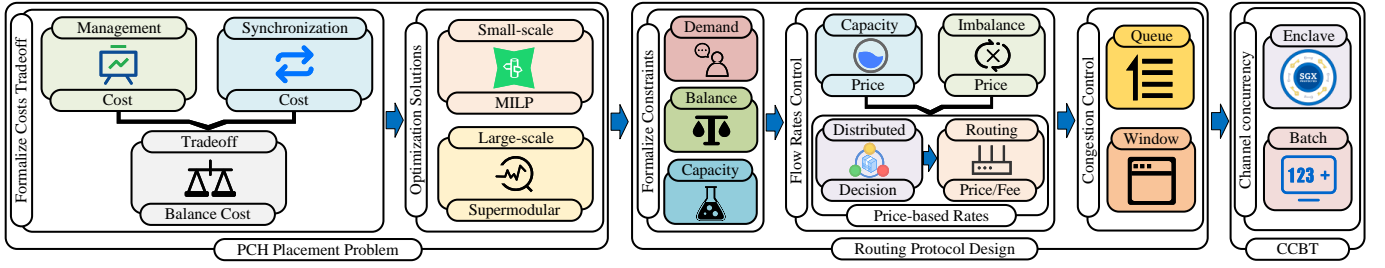 Formalize Costs Tradeoff
Management
Cost
Synchronization
Cost
Tradeoff
Balance Cost
Optimization Solutions
Small-scale
MILP
Large-scale
Supermodular
PCH Placement Problem
Formalize Constraints
Demand
Balance
Capacity
Flow Rates Control
Capacity
Price
Imbalance
Price
Distributed
Decision
Routing
Price/Fee
Price-based Rates
Congestion Control
Queue
Window
Routing Protocol Design
Channel concurrency
Enclave
SGX
Batch
123 +
CCBT